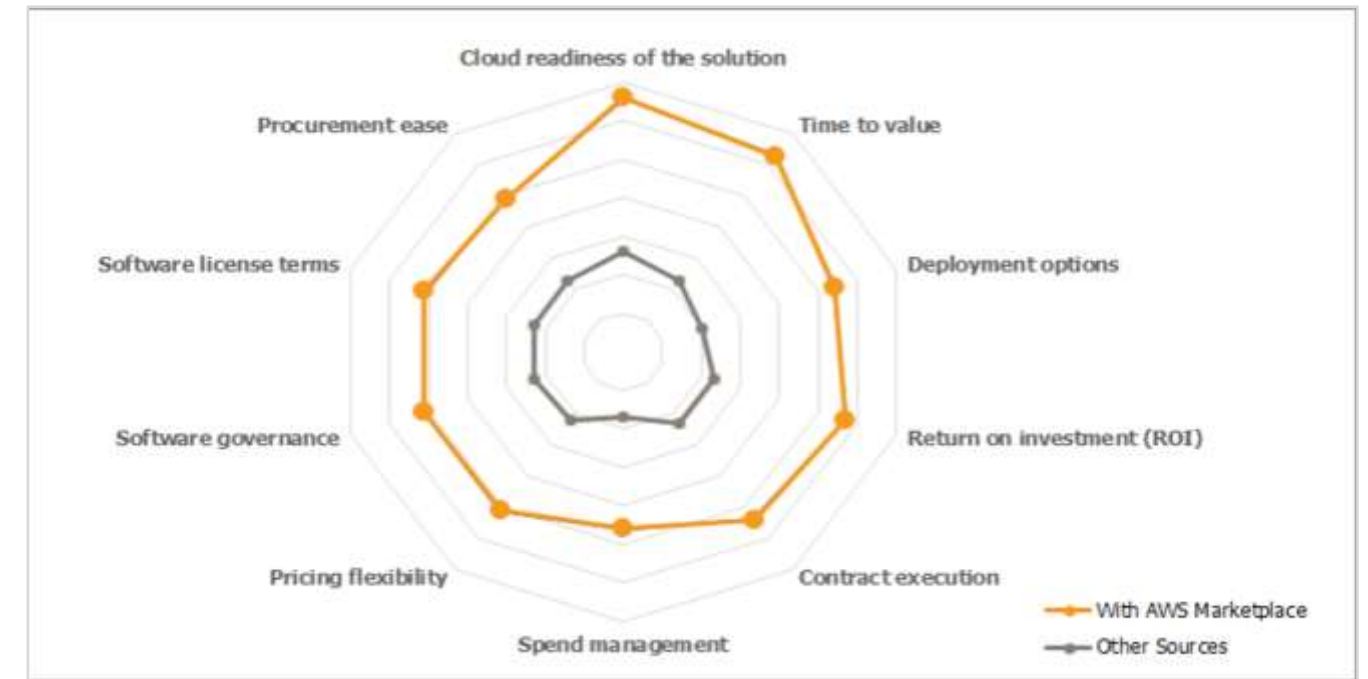 Cloud readiness of the solution
Procurement ease
Time to value
Software license terms
Deployment options
Software governance
Return on investment (ROI)
Pricing flexibility
Contract execution
Spend management
With AWS Marketplace
Other Sources